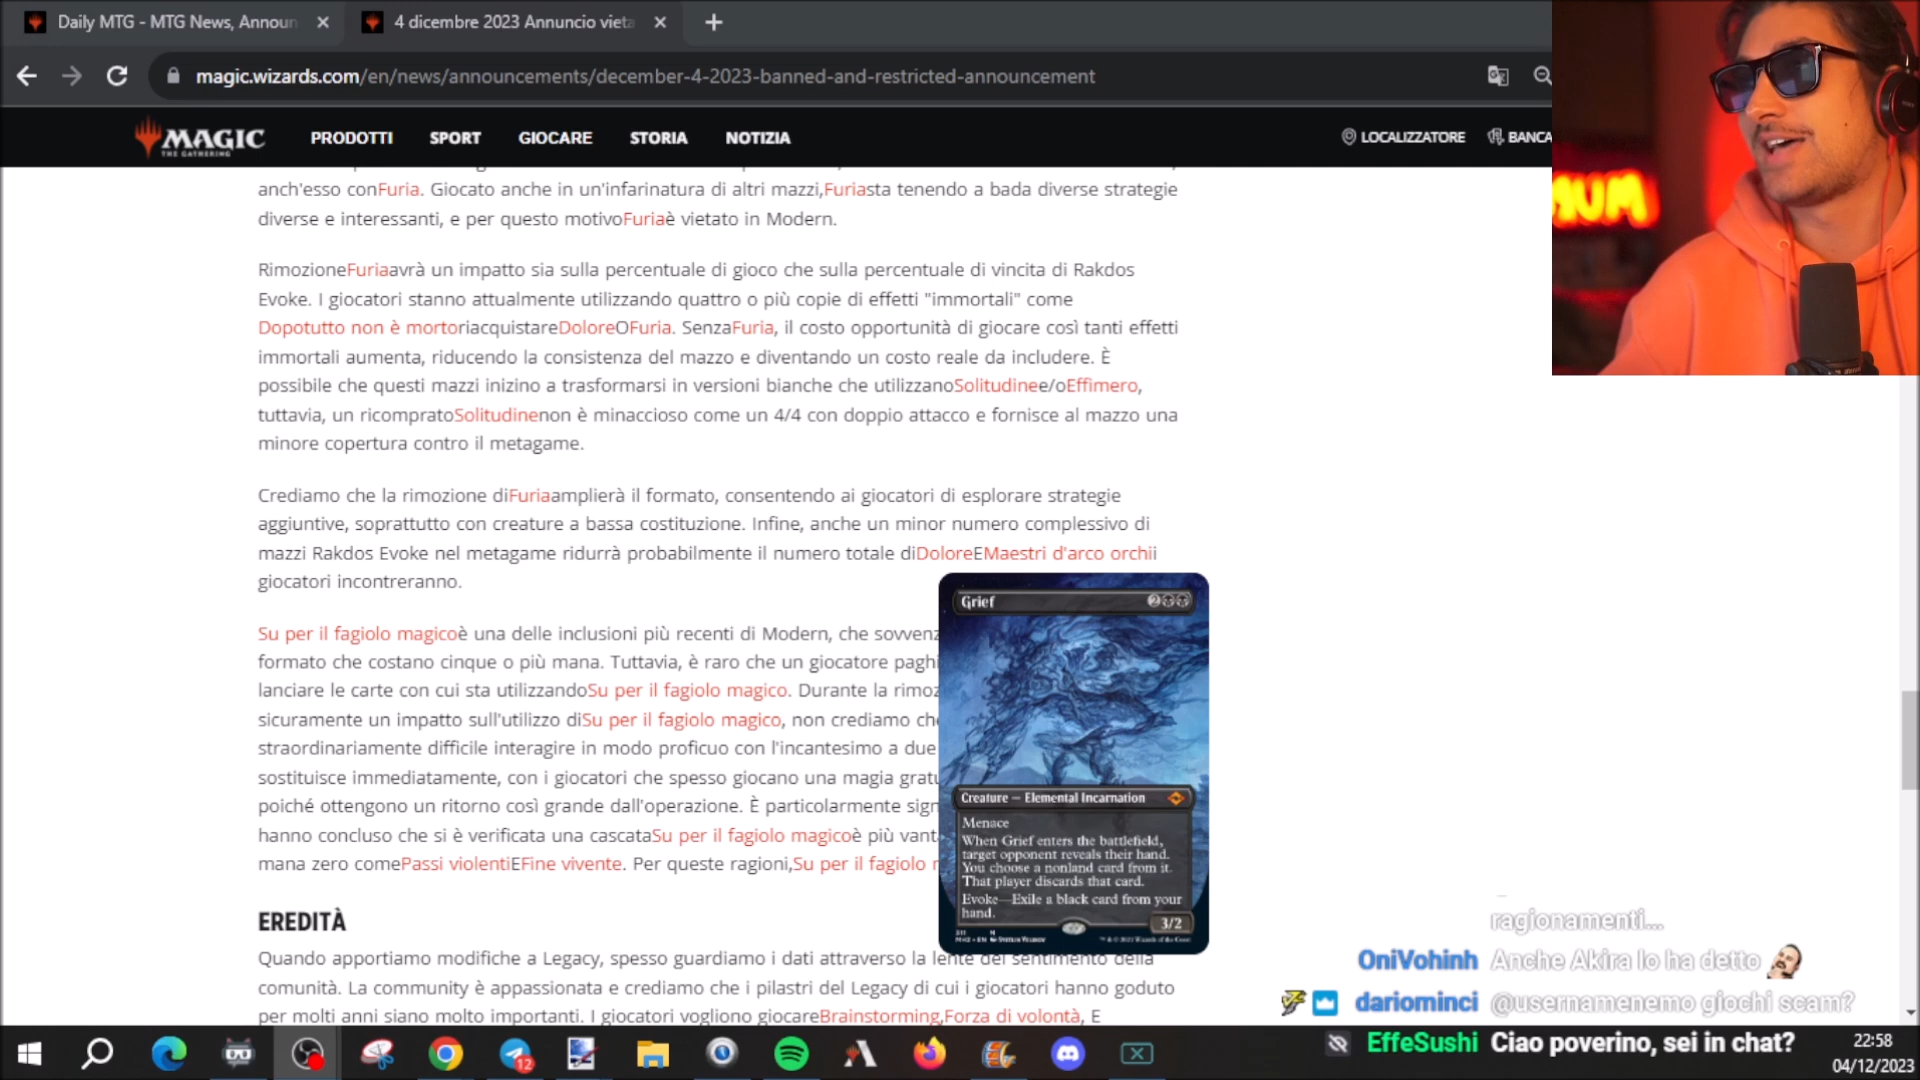 Daily MTG - MTG News, Announ
4 dicembre 2023 Annuncio vieta
magic.wizards.com/en/news/announcements/december-4-2023-banned-and-restricted-announcement
MAGIC
THE GATHERING
PRODOTTI
SPORT
GIOCARE
STORIA
NOTIZIA
LOCALIZZATORE
BANCA
anch'esso conFuria. Giocato anche in un'infarinatura di altri mazzi,Furiasta tenendo a bada diverse strategie
diverse e interessanti, e per questo motivoFuriaè vietato in Modern.
RimozioneFuriaavrà un impatto sia sulla percentuale di gioco che sulla percentuale di vincita di Rakdos
Evoke. I giocatori stanno attualmente utilizzando quattro o più copie di effetti "immortali" come
Dopotutto non è mortoriacquistareDoloreOFuria. SenzaFuria, il costo opportunità di giocare così tanti effetti
immortali aumenta, riducendo la consistenza del mazzo e diventando un costo reale da includere. È
possibile che questi mazzi inizino a trasformarsi in versioni bianche che utilizzanoSolitudinee/oEffimero,
tuttavia, un ricompratoSolitudinenon è minaccioso come un 4/4 con doppio attacco e fornisce al mazzo una
minore copertura contro il metagame.
Crediamo che la rimozione diFuriaamplierà il formato, consentendo ai giocatori di esplorare strategie
aggiuntive, soprattutto con creature a bassa costituzione. Infine, anche un minor numero complessivo di
mazzi Rakdos Evoke nel metagame ridurrà probabilmente il numero totale diDoloreEMaestri d'arco orchii
giocatori incontreranno.
Su per il fagiolo magicoè una delle inclusioni più recenti di Modern, che sovvenz
formato che costano cinque o più mana. Tuttavia, è raro che un giocatore paghi
lanciare le carte con cui sta utilizzandoSu per il fagiolo magico. Durante la rimoz
sicuramente un impatto sull'utilizzo diSu per il fagiolo magico, non crediamo che
straordinariamente difficile interagire in modo proficuo con l'incantesimo a due
sostituisce immediatamente, con i giocatori che spesso giocano una magia gratu
poiché ottengono un ritorno così grande dall'operazione. È particolarmente sign
hanno concluso che si è verificata una cascataSu per il fagiolo magicoè più vant
mana zero comePassi violentiEFine vivente. Per queste ragioni,Su per il fagiolo m
Grief
2
Creature — Elemental Incarnation
Menace
When Grief enters the battlefield,
target opponent reveals their hand.
You choose a nonland card from it.
That player discards that card.
Evoke—Exile a black card from your
hand.
3/2
EREDITÀ
Quando apportiamo modifiche a Legacy, spesso guardiamo i dati attraverso la lente del sentimento della
comunità. La community è appassionata e crediamo che i pilastri del Legacy di cui i giocatori hanno goduto
per molti anni siano molto importanti. I giocatori vogliono giocareBrainstorming,Forza di volontà, E
ragionamenti...
OniVohinh Anche Akira lo ha detto
dariominci @usernamenemo giochi scam?
EffeSushi Ciao poverino, sei in chat?
12
22:58
04/12/2023